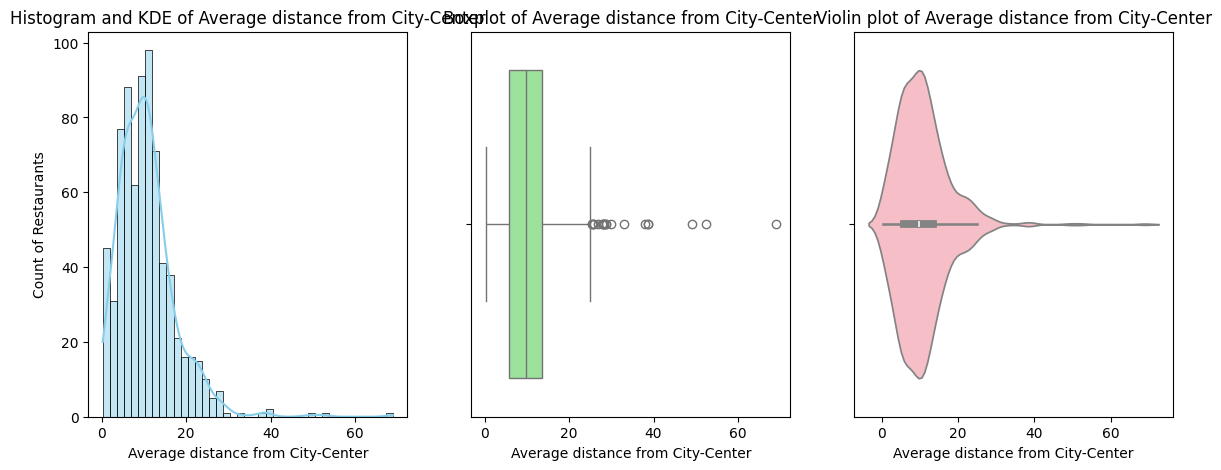 Histogram and KDE of Average distance from City-Center
Boxplot of Average distance from City-Center
Violin plot of Average distance from City-Center
100
80
60
40
20
0
Count of Restaurants
0 20 40 60
Average distance from City-Center
0 20 40 60
Average distance from City-Center
0 20 40 60
Average distance from City-Center